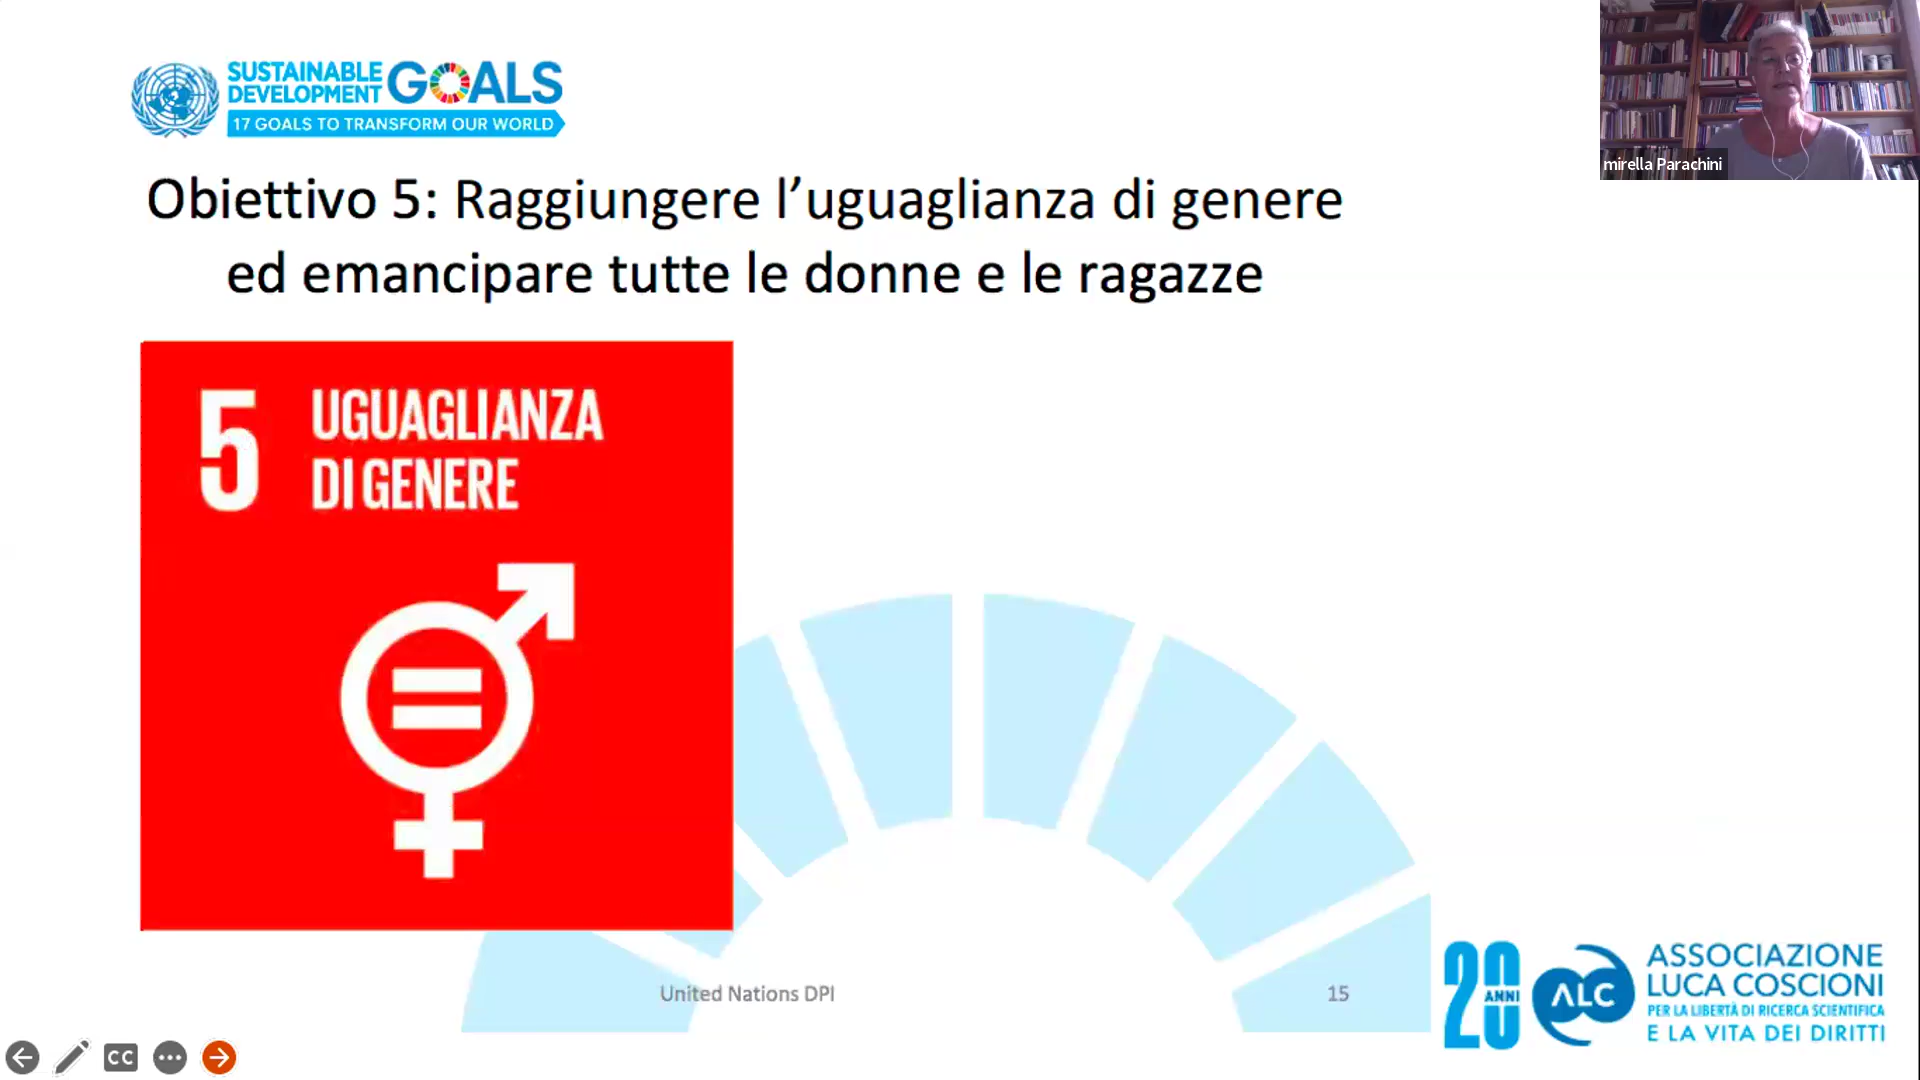 SUSTAINABLE
DEVELOPMENT GOALS
17 GOALS TO TRANSFORM OUR WORLD
mirella Parachini
Obiettivo 5: Raggiungere l’uguaglianza di genere
ed emancipare tutte le donne e le ragazze
5 UGUAGLIANZA
DI GENERE
United Nations DPI
15
20 ANNI
ALC
ASSOCIAZIONE
LUCA COSCIONI
PER LA LIBERTÀ DI RICERCA SCIENTIFICA
E LA VITA DEI DIRITTI
CC